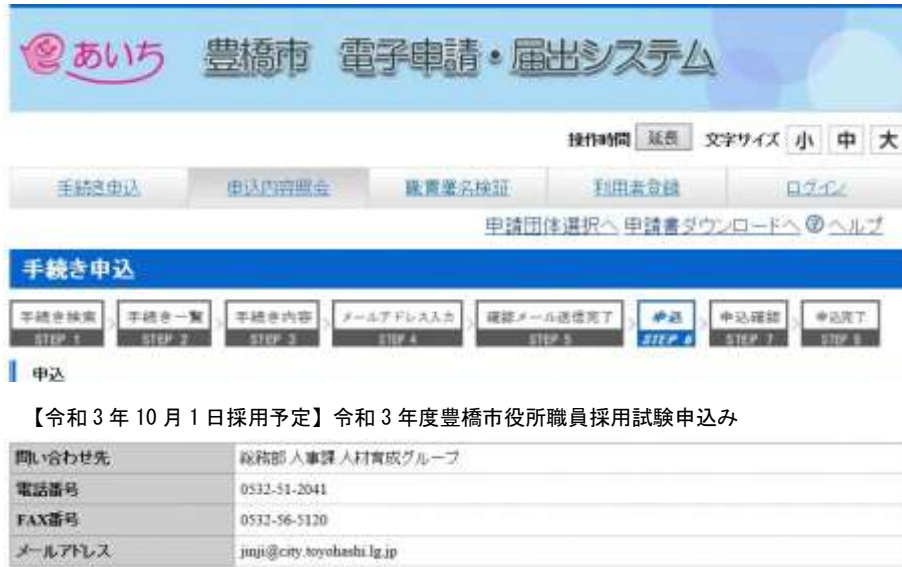 あいち 豊橋市 電子申請・届出システム
操作時間 延長 文字サイズ 小 中 大
手続き申込 申込内容照会 職責署名検証 利用者登録 ログイン
申請団体選択へ 申請書ダウンロードへ ? ヘルプ
手続き申込
手続き検索 手続き一覧 手続き内容 メールアドレス入力 確認メール送信完了 申込 申込確認 申込完了
STEP 1 STEP 2 STEP 3 STEP 4 STEP 5 STEP 6 STEP 7 STEP 8
申込
【令和3年10月1日採用予定】令和3年度豊橋市役所職員採用試験申込み
問い合わせ先 総務部 人事課 人材育成グループ
電話番号 0532-51-2041
FAX番号 0532-56-5120
メールアドレス jinji@city.toyohashi.lg.jp